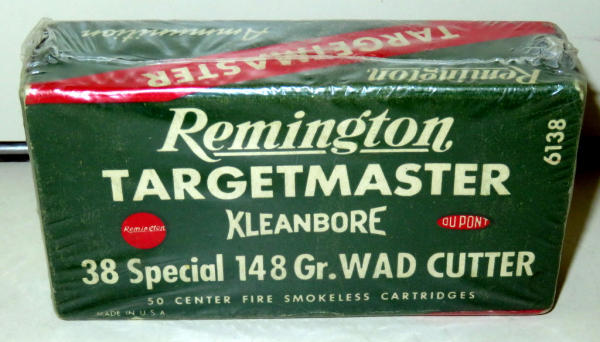 Ammunition
TARGETMASTER
TARGETMASTER
Remington
Remington
TARGETMASTER
KLEANBORE
Remington
DU PONT
38 Special 148 Gr. WAD CUTTER
50 CENTER FIRE SMOKELESS CARTRIDGES
MADE IN U.S.A
6138